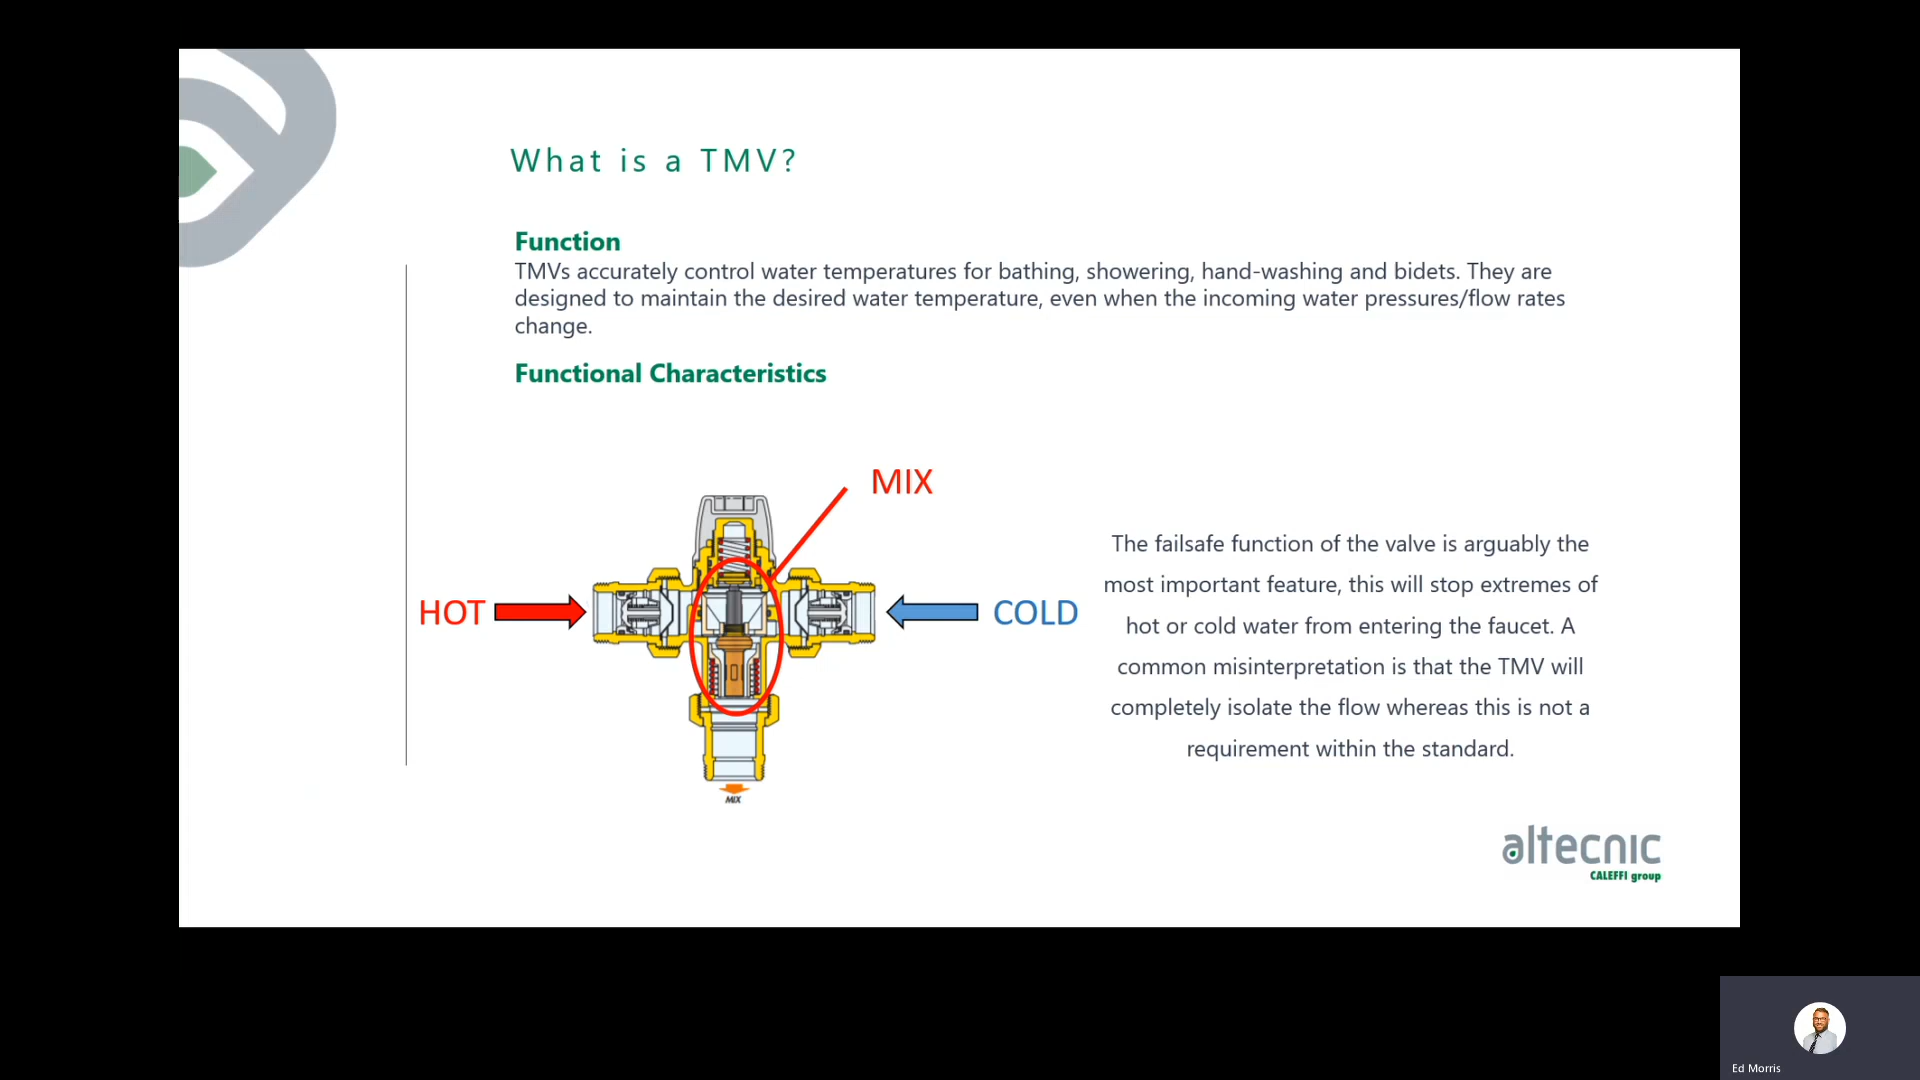 What is a TMV?
Function
TMVs accurately control water temperatures for bathing, showering, hand-washing and bidets. They are
designed to maintain the desired water temperature, even when the incoming water pressures/flow rates
change.
Functional Characteristics
MIX
HOT
COLD
MIX
The failsafe function of the valve is arguably the
most important feature, this will stop extremes of
hot or cold water from entering the faucet. A
common misinterpretation is that the TMV will
completely isolate the flow whereas this is not a
requirement within the standard.
altecnic
CALEFFI group
Ed Morris